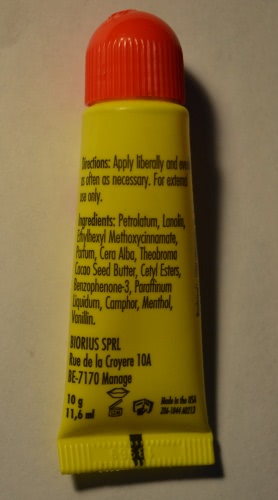 Directions: Apply liberally and even
as often as necessary. For external
use only.
Ingredients: Petrolatum, Lanolin,
Ethylhexyl Methoxycinnamate,
Parfum, Cera Alba, Theobroma
Cacao Seed Butter, Cetyl Esters,
Benzophenone-3, Paraffinum
Liquidum, Camphor, Menthol,
Vanillin.
BIORIUS SPRL
Rue de la Croyere 10A
BE-7170 Manage
10 g
11,6 ml
Made in the USA